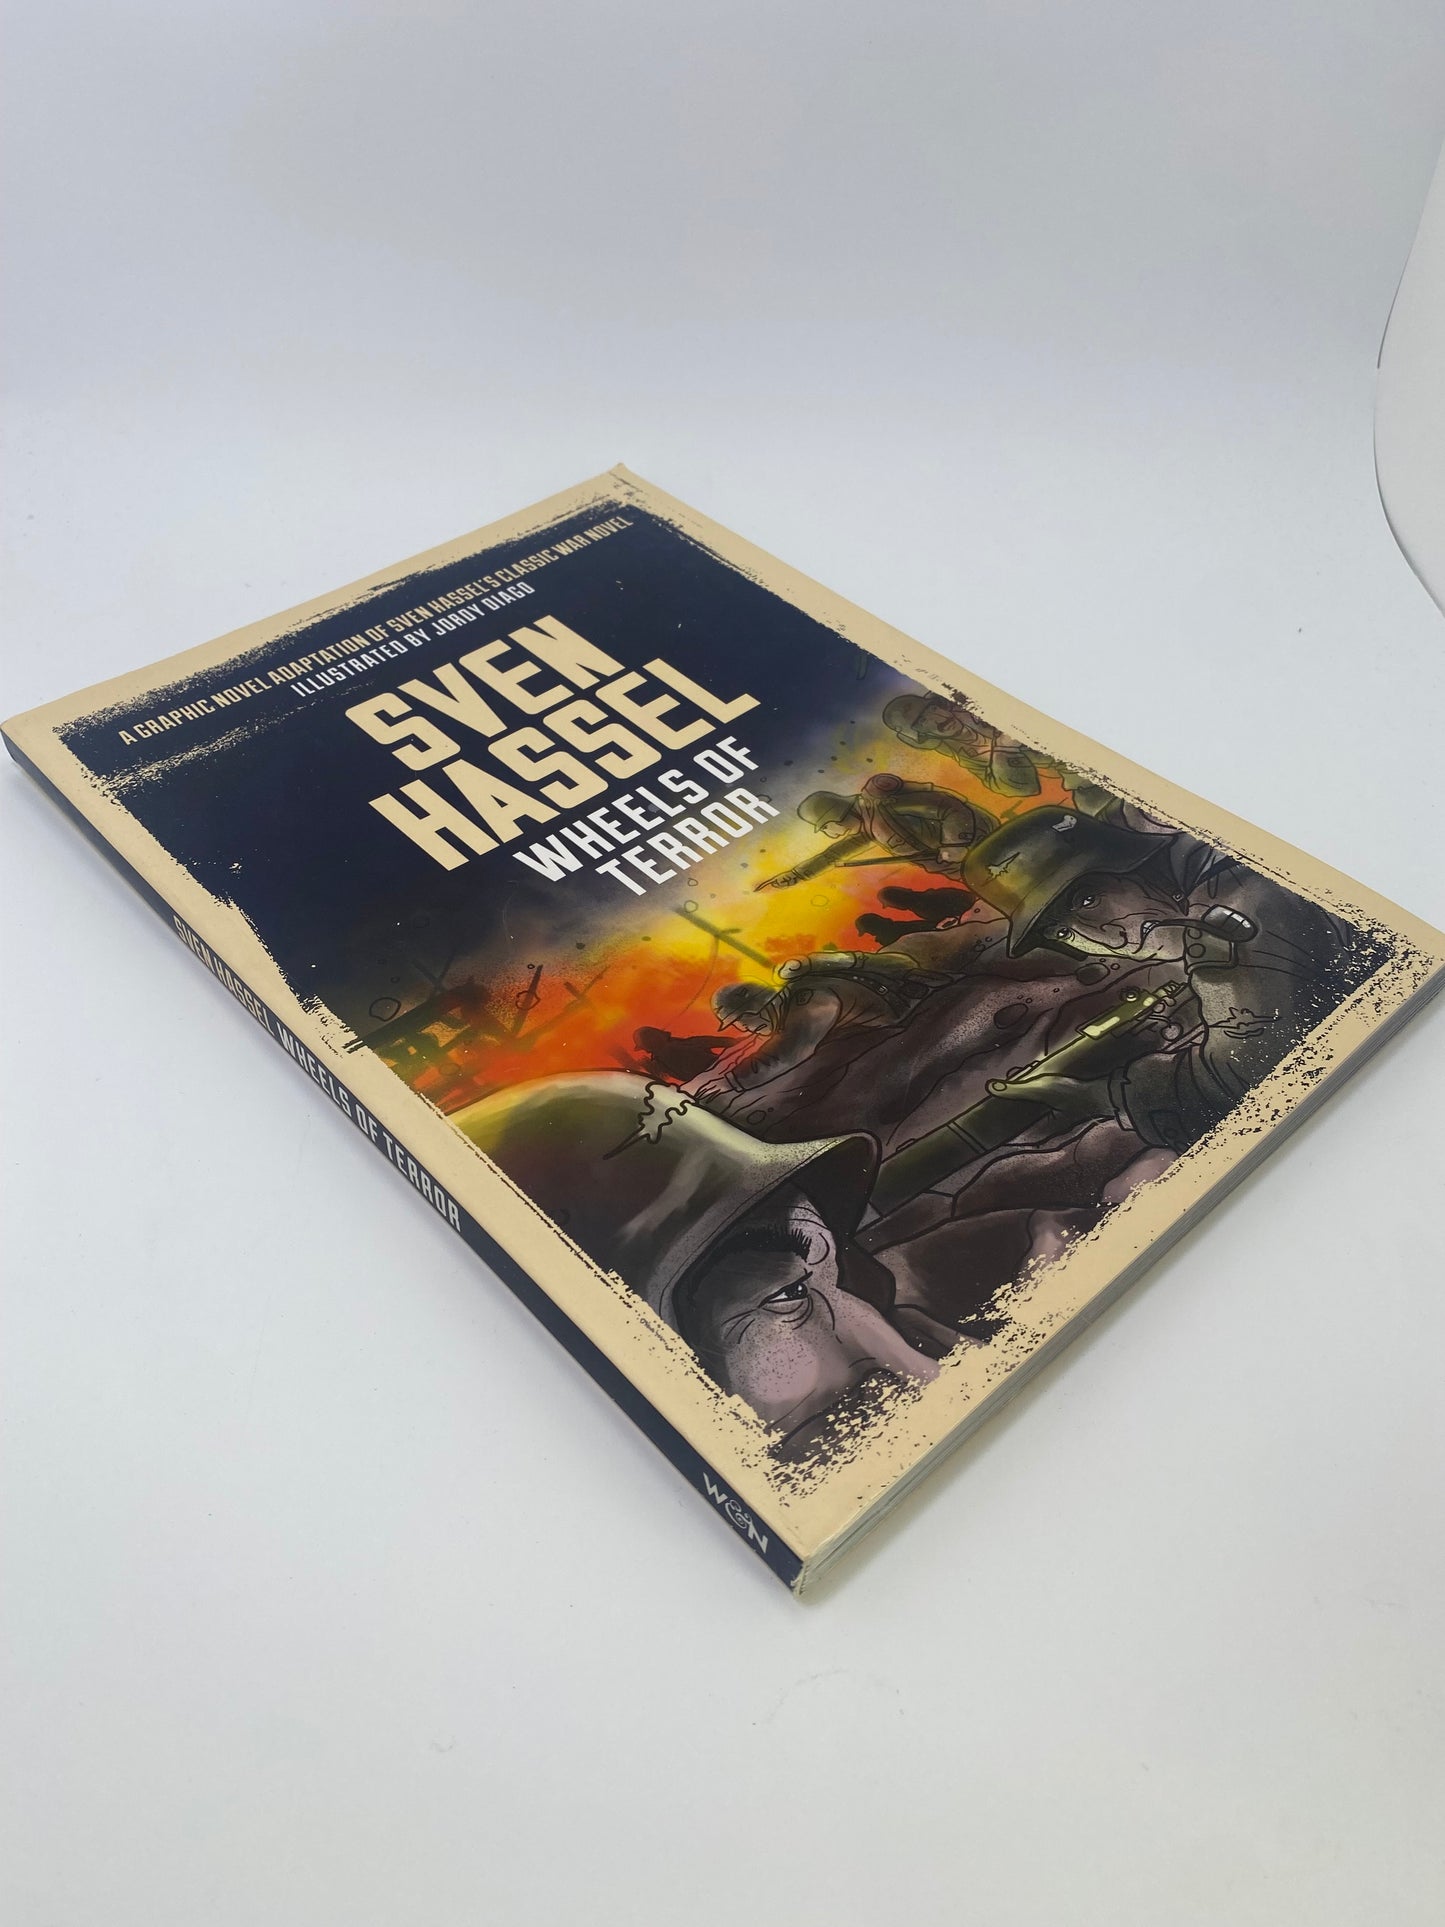 A GRAPHIC NOVEL ADAPTATION OF SVEN HASSEL'S CLASSIC WAR NOVEL
ILLUSTRATED BY JORDY DIAGO
SVEN
HASSEL
WHEELS OF
TERROR
SVEN HASSEL WHEELS OF TERROR
W&N